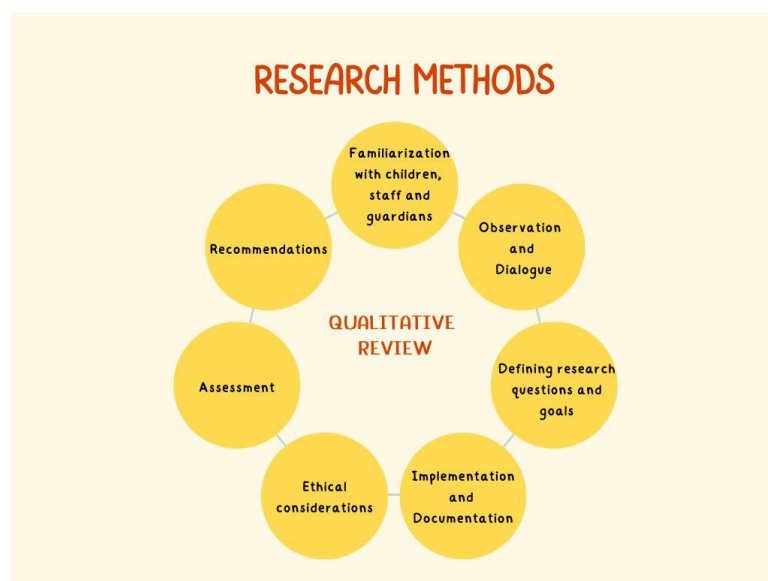 RESEARCH METHODS
Familiarization
with children,
staff and
guardians
Observation
and
Dialogue
Defining research
questions and
goals
Implementation
and
Documentation
Ethical
considerations
Assessment
Recommendations
QUALITATIVE
REVIEW